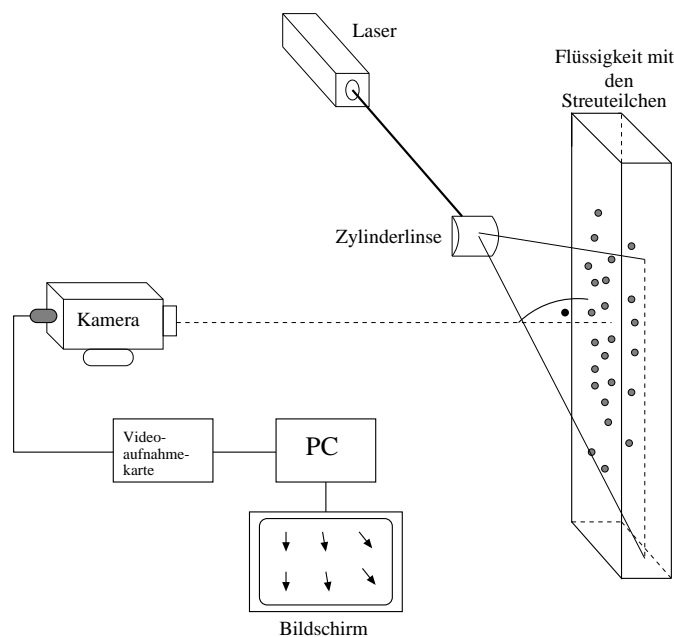 Laser
Flüssigkeit mit
den
Streuteilchen
Zylinderlinse
Kamera
Video-
aufnahme-
karte
PC
Bildschirm